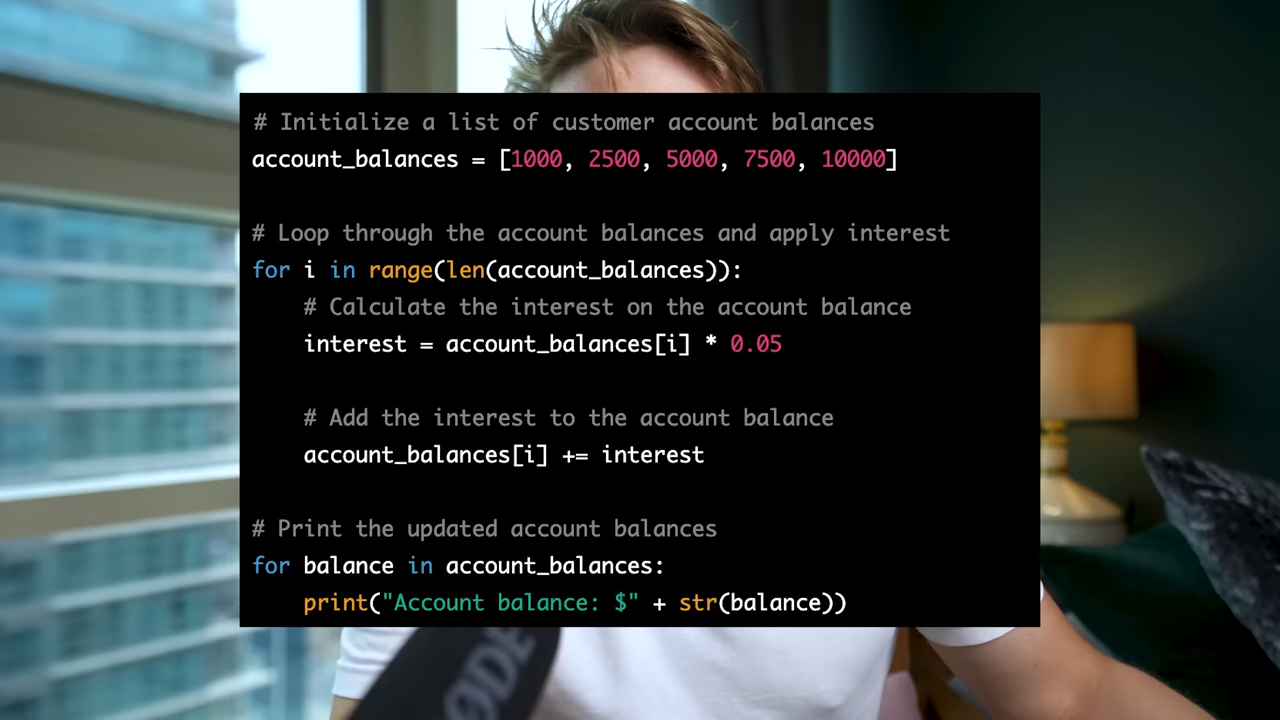 # Initialize a list of customer account balances
account_balances = [1000, 2500, 5000, 7500, 10000]
# Loop through the account balances and apply interest
for i in range(len(account_balances)):
    # Calculate the interest on the account balance
    interest = account_balances[i] * 0.05
    # Add the interest to the account balance
    account_balances[i] += interest
# Print the updated account balances
for balance in account_balances:
    print("Account balance: $" + str(balance))